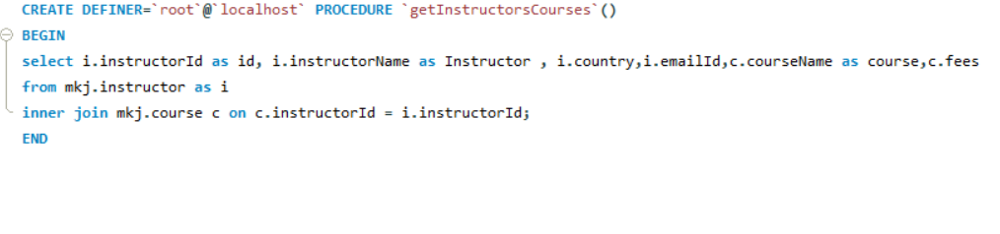 CREATE DEFINER=`root`@`localhost` PROCEDURE `getInstructorsCourses`()
BEGIN
select i.instructorId as id, i.instructorName as Instructor , i.country,i.emailId,c.courseName as course,c.fees
from mkj.instructor as i
inner join mkj.course c on c.instructorId = i.instructorId;
END